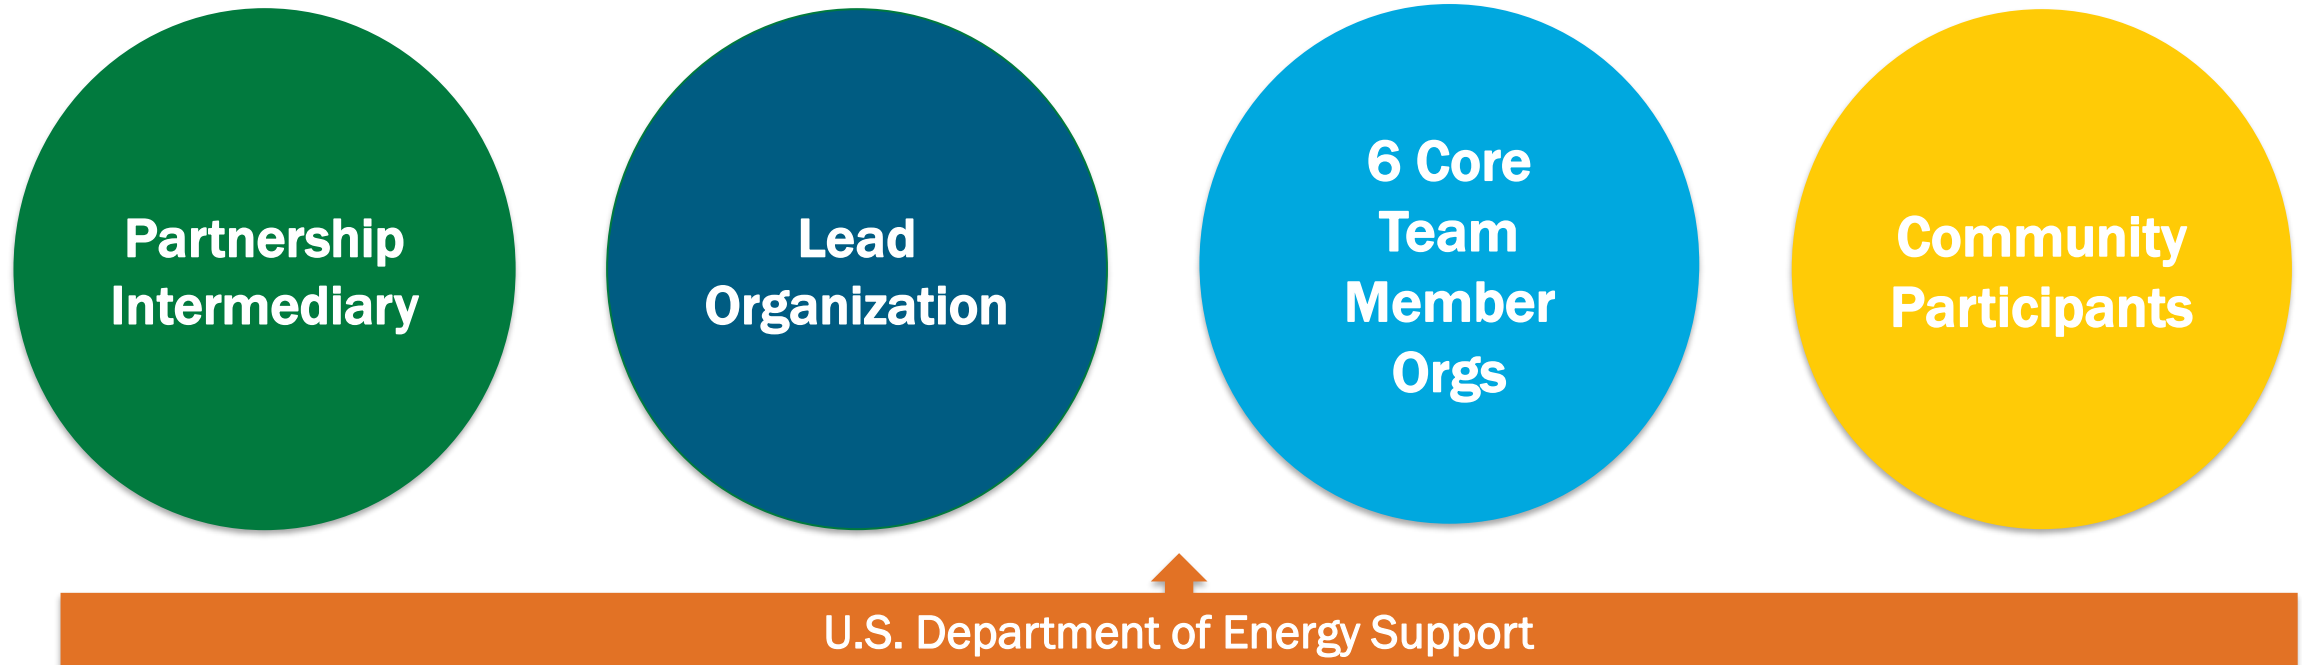 Partnership
Intermediary
Lead
Organization
6 Core
Team
Member
Orgs
Community
Participants
U.S. Department of Energy Support